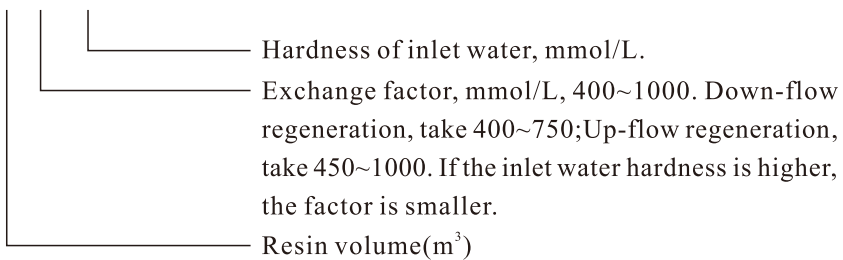 Hardness of inlet water, mmol/L.
Exchange factor, mmol/L, 400~1000. Down-flow
regeneration, take 400~750;Up-flow regeneration,
take 450~1000. If the inlet water hardness is higher,
the factor is smaller.
Resin volume(m³)